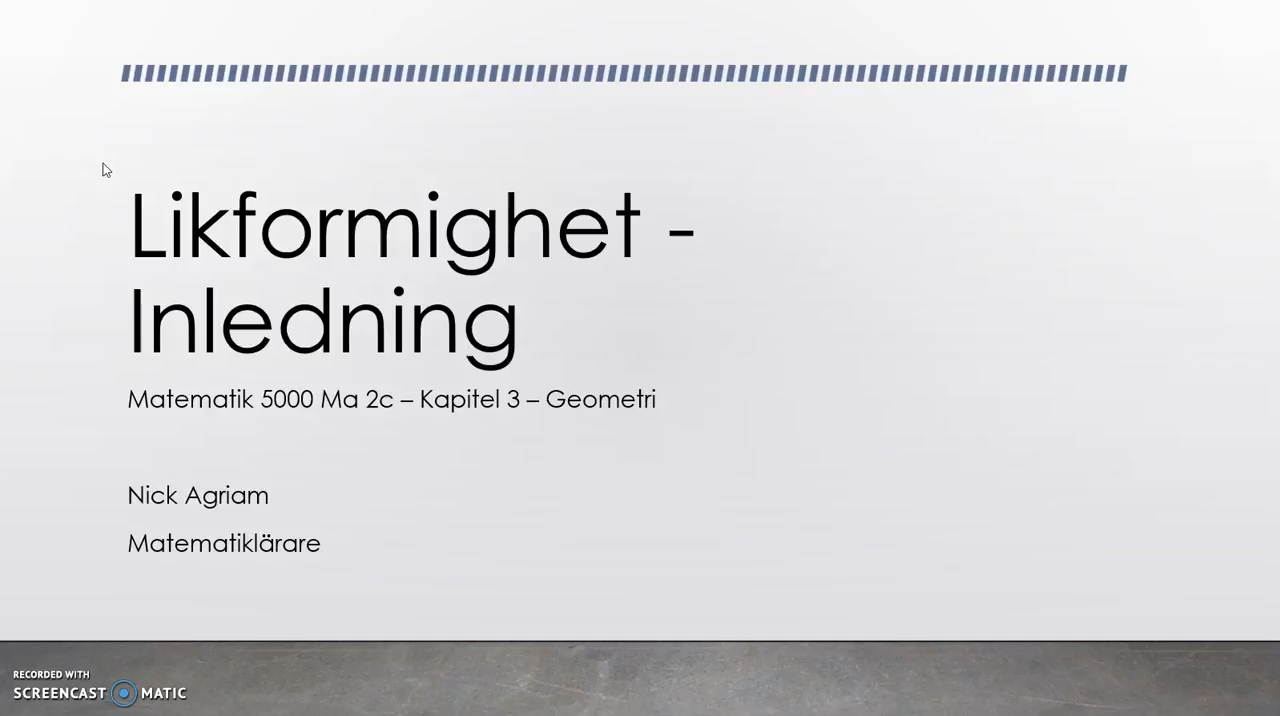 Likformighet -
Inledning
Matematik 5000 Ma 2c – Kapitel 3 – Geometri
Nick Agriam
Matematiklärare
RECORDED WITH
SCREENCAST MATIC